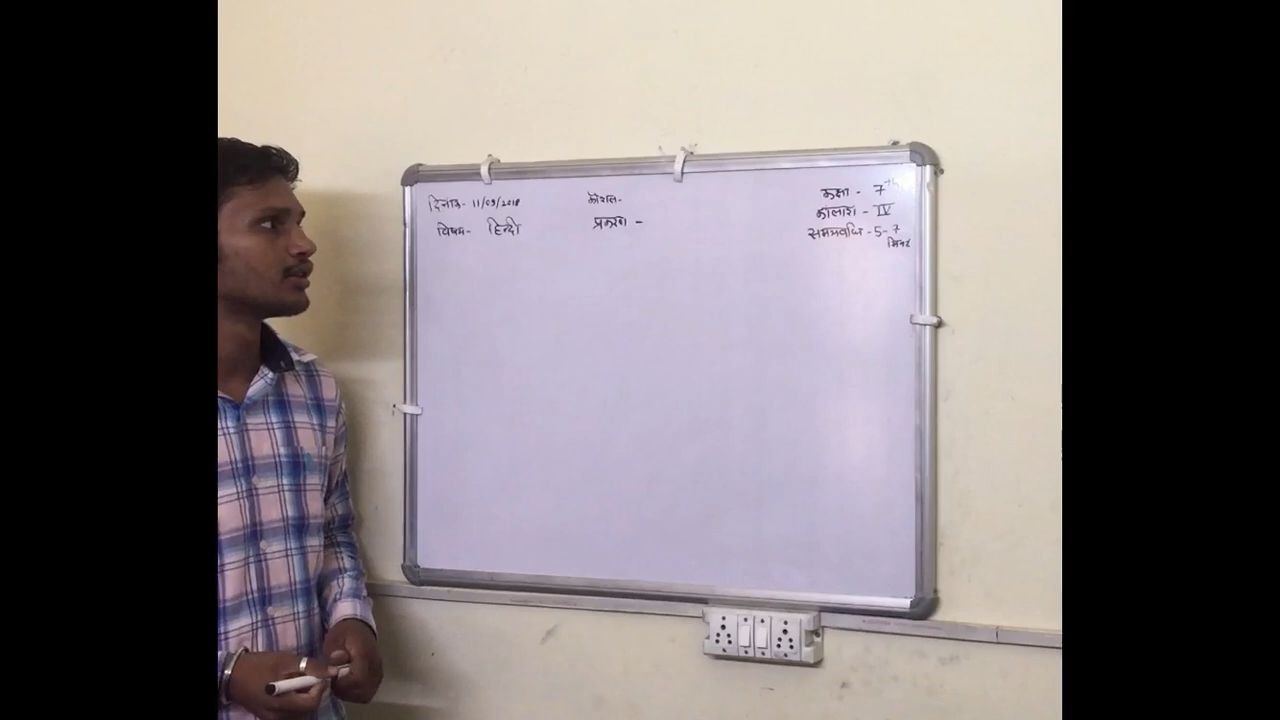 दिनांक- 11/09/2018
विषय- हिन्दी
कौशल-
प्रकरण -
कक्षा - 7th
कालांश - IV
समयावधि - 5-7
मिनट